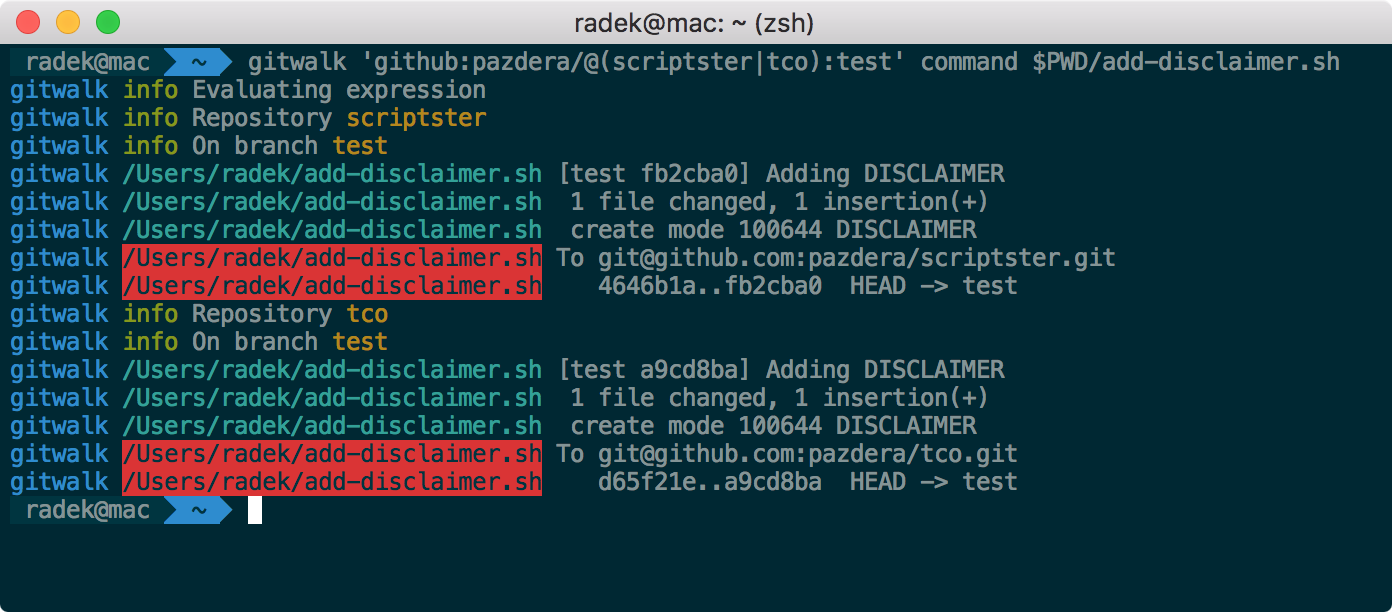 radek@mac: ~ (zsh)
radek@mac ~ gitwalk 'github:pazdera/@(scriptster|tco):test' command $PWD/add-disclaimer.sh
gitwalk info Evaluating expression
gitwalk info Repository scriptster
gitwalk info On branch test
gitwalk /Users/radek/add-disclaimer.sh [test fb2cba0] Adding DISCLAIMER
gitwalk /Users/radek/add-disclaimer.sh  1 file changed, 1 insertion(+)
gitwalk /Users/radek/add-disclaimer.sh  create mode 100644 DISCLAIMER
gitwalk /Users/radek/add-disclaimer.sh To git@github.com:pazdera/scriptster.git
gitwalk /Users/radek/add-disclaimer.sh    4646b1a..fb2cba0  HEAD -> test
gitwalk info Repository tco
gitwalk info On branch test
gitwalk /Users/radek/add-disclaimer.sh [test a9cd8ba] Adding DISCLAIMER
gitwalk /Users/radek/add-disclaimer.sh  1 file changed, 1 insertion(+)
gitwalk /Users/radek/add-disclaimer.sh  create mode 100644 DISCLAIMER
gitwalk /Users/radek/add-disclaimer.sh To git@github.com:pazdera/tco.git
gitwalk /Users/radek/add-disclaimer.sh    d65f21e..a9cd8ba  HEAD -> test
radek@mac ~